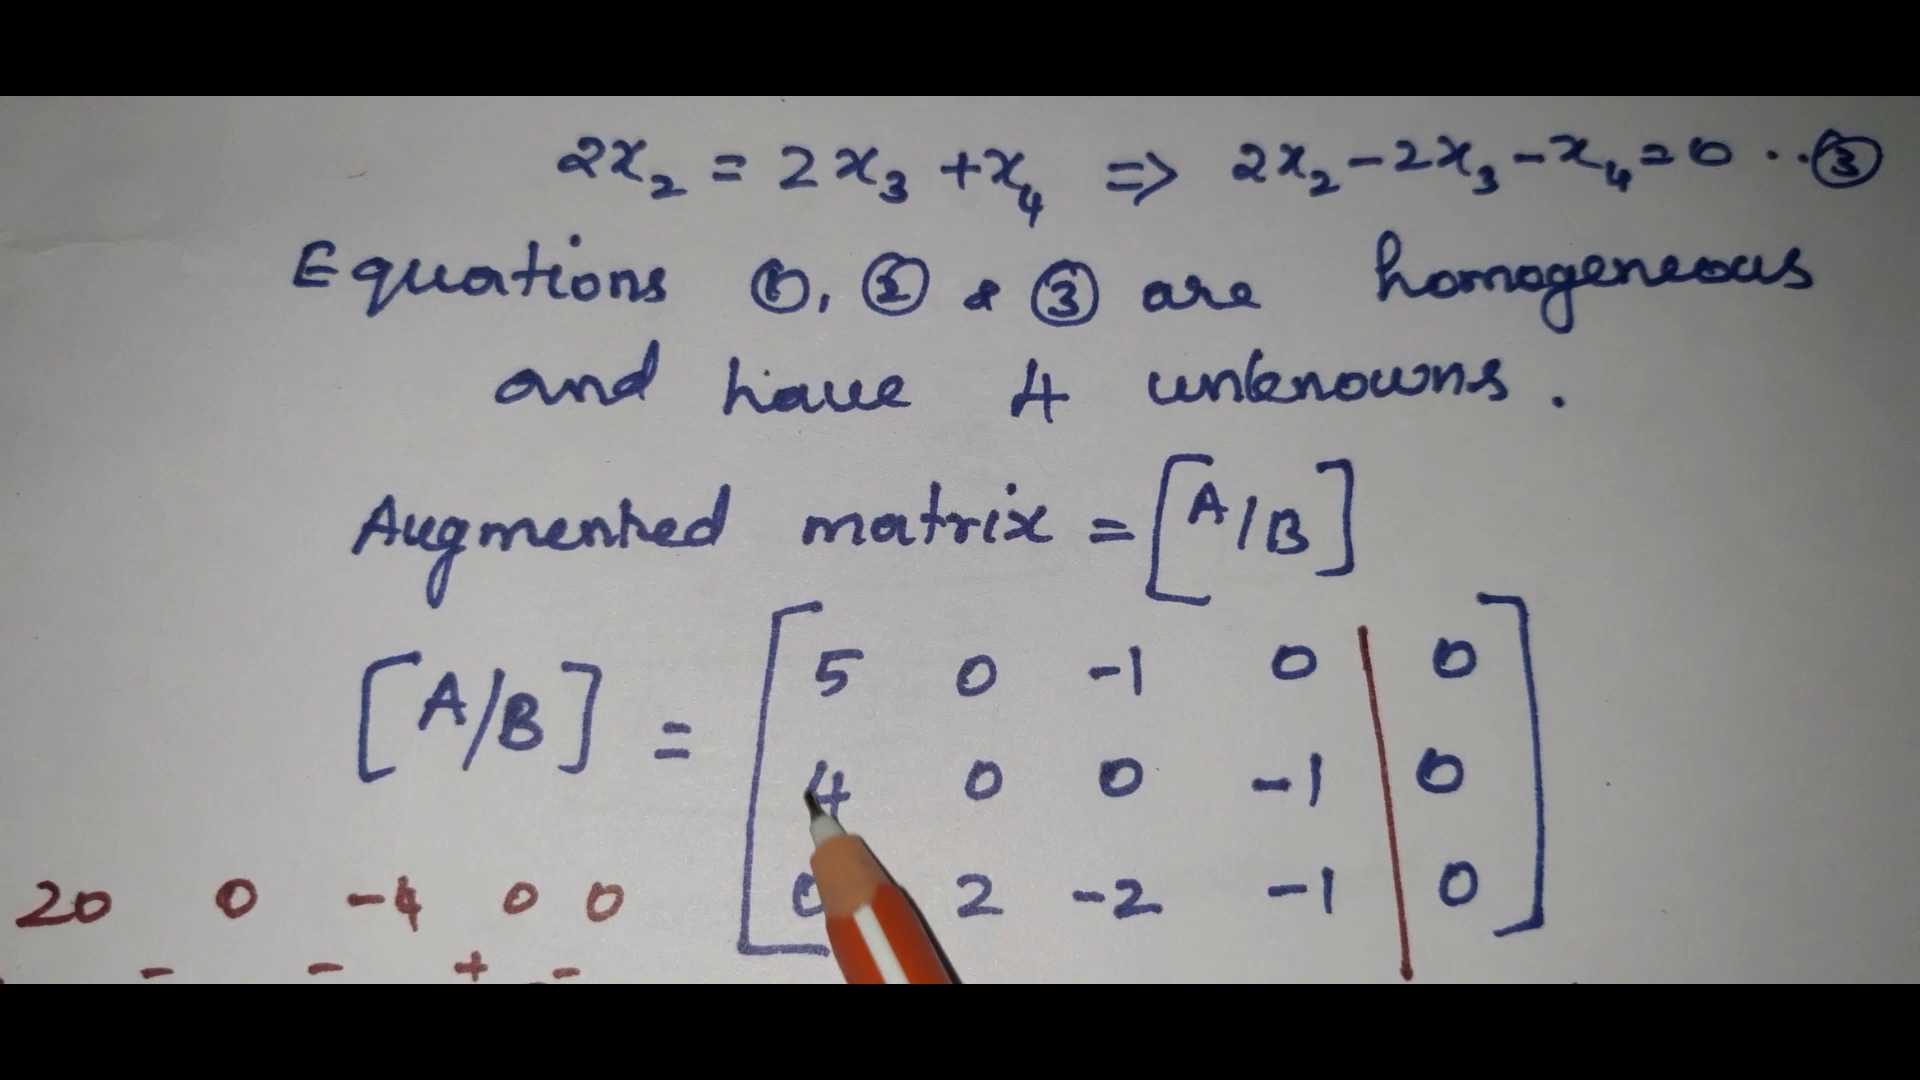 2x₂ = 2x₃ + x₄ ⇒ 2x₂ - 2x₃ - x₄ = 0 ... ③
Equations ①, ② & ③ are homogeneous
and have 4 unknowns.
Augmented matrix = [A/B]
[A/B] = [ 5 0 -1 0 | 0
4 0 0 -1 | 0
0 2 -2 -1 | 0 ]
20 0 -4 0 0
- - + -